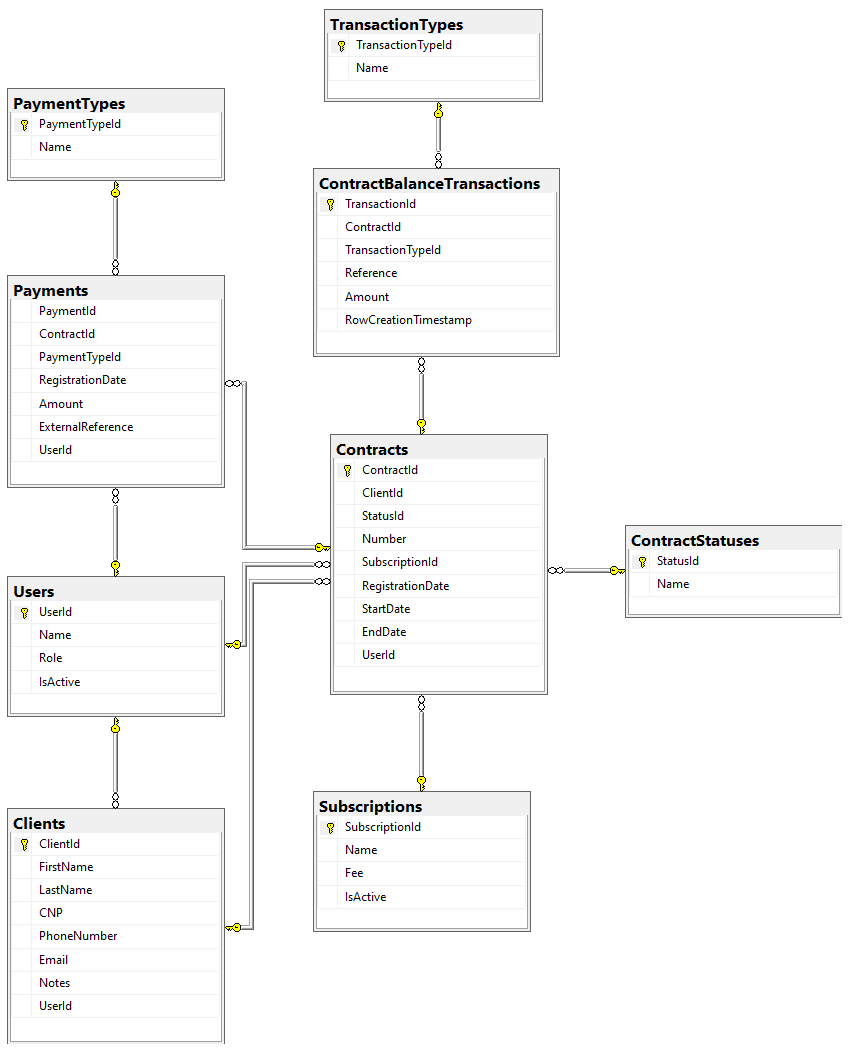 TransactionTypes
TransactionTypeId
Name
PaymentTypes
PaymentTypeId
Name
ContractBalanceTransactions
TransactionId
ContractId
TransactionTypeId
Reference
Amount
RowCreationTimestamp
Payments
PaymentId
ContractId
PaymentTypeId
RegistrationDate
Amount
ExternalReference
UserId
Contracts
ContractId
ClientId
StatusId
Number
SubscriptionId
RegistrationDate
StartDate
EndDate
UserId
ContractStatuses
StatusId
Name
Users
UserId
Name
Role
IsActive
Subscriptions
SubscriptionId
Name
Fee
IsActive
Clients
ClientId
FirstName
LastName
CNP
PhoneNumber
Email
Notes
UserId